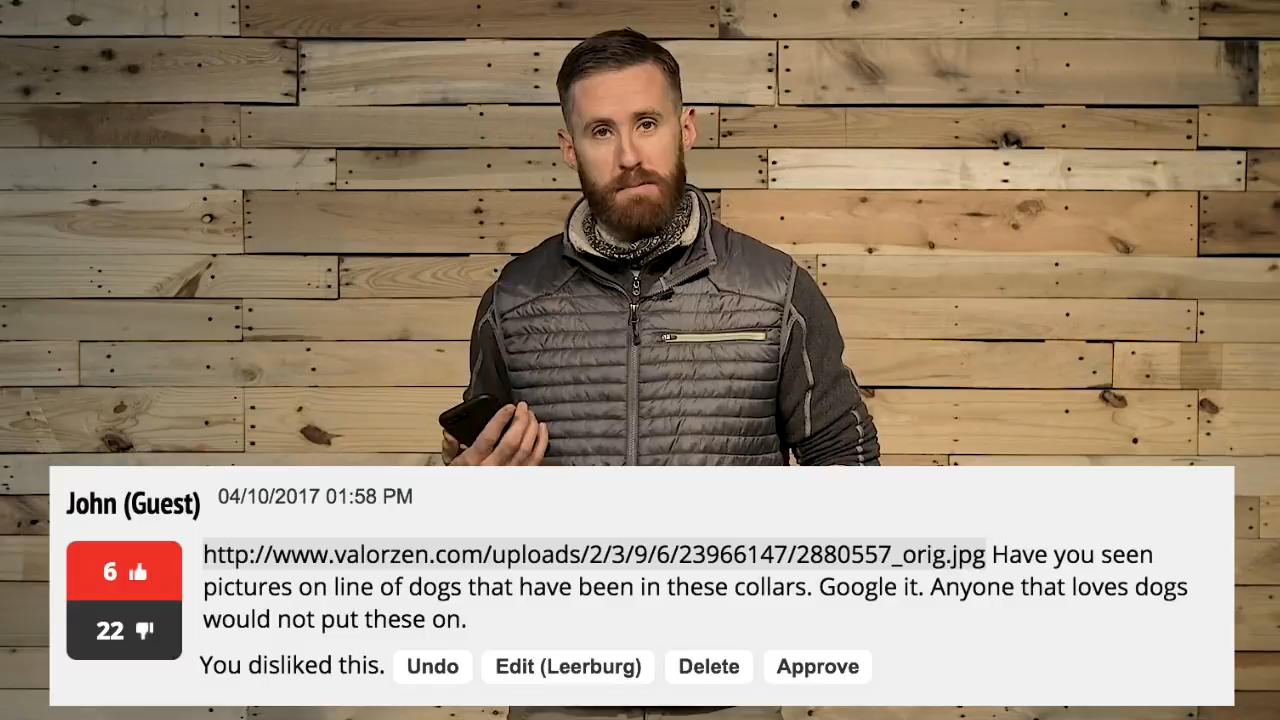 John (Guest) 04/10/2017 01:58 PM
6
22
http://www.valorzen.com/uploads/2/3/9/6/23966147/2880557_orig.jpg Have you seen
pictures on line of dogs that have been in these collars. Google it. Anyone that loves dogs
would not put these on.
You disliked this. Undo Edit (Leerburg) Delete Approve